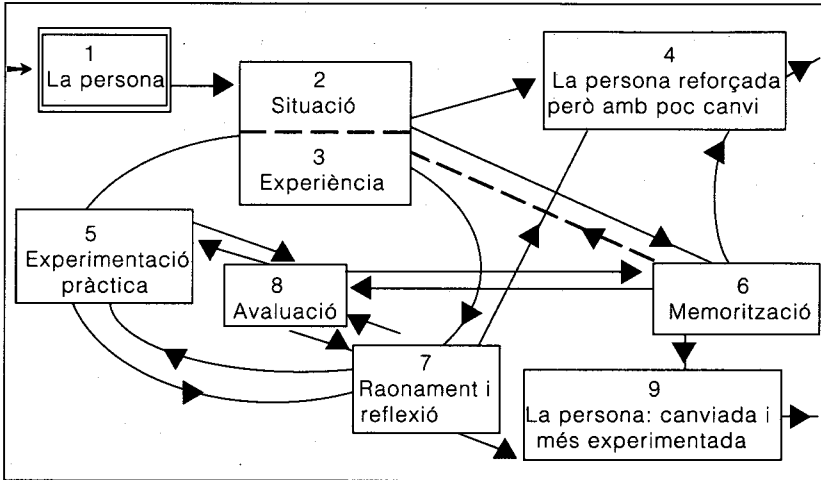 1
La persona
2
Situació
3
Experiència
4
La persona reforçada
però amb poc canvi
5
Experimentació
pràctica
6
Memorització
7
Raonament i
reflexió
8
Avaluació
9
La persona: canviada i
més experimentada